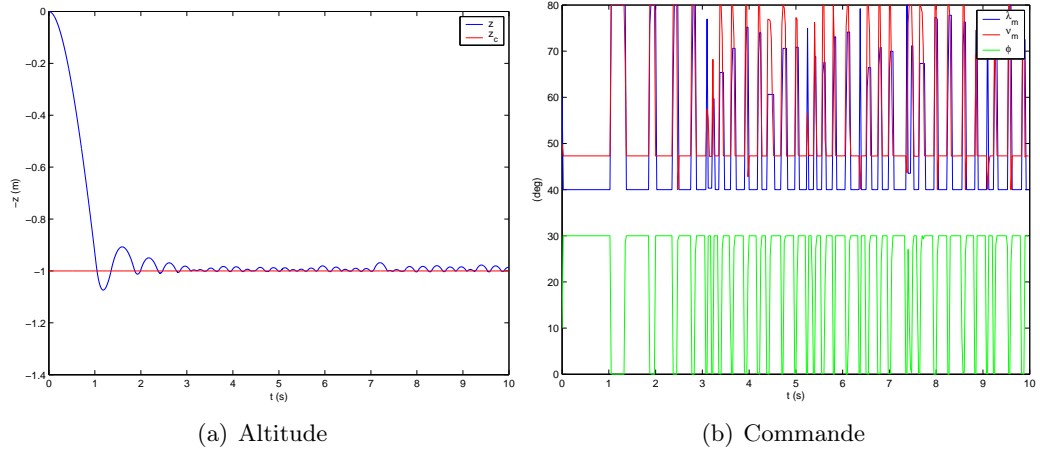 0
−0.2
−0.4
−0.6
−0.8
−1
−1.2
−1.4
−z (m)
0 1 2 3 4 5 6 7 8 9 10
t (s)
z
z_c
(a) Altitude
80
70
60
50
40
30
20
10
0
(deg)
0 1 2 3 4 5 6 7 8 9 10
t (s)
λ_m
ν_m
φ
(b) Commande